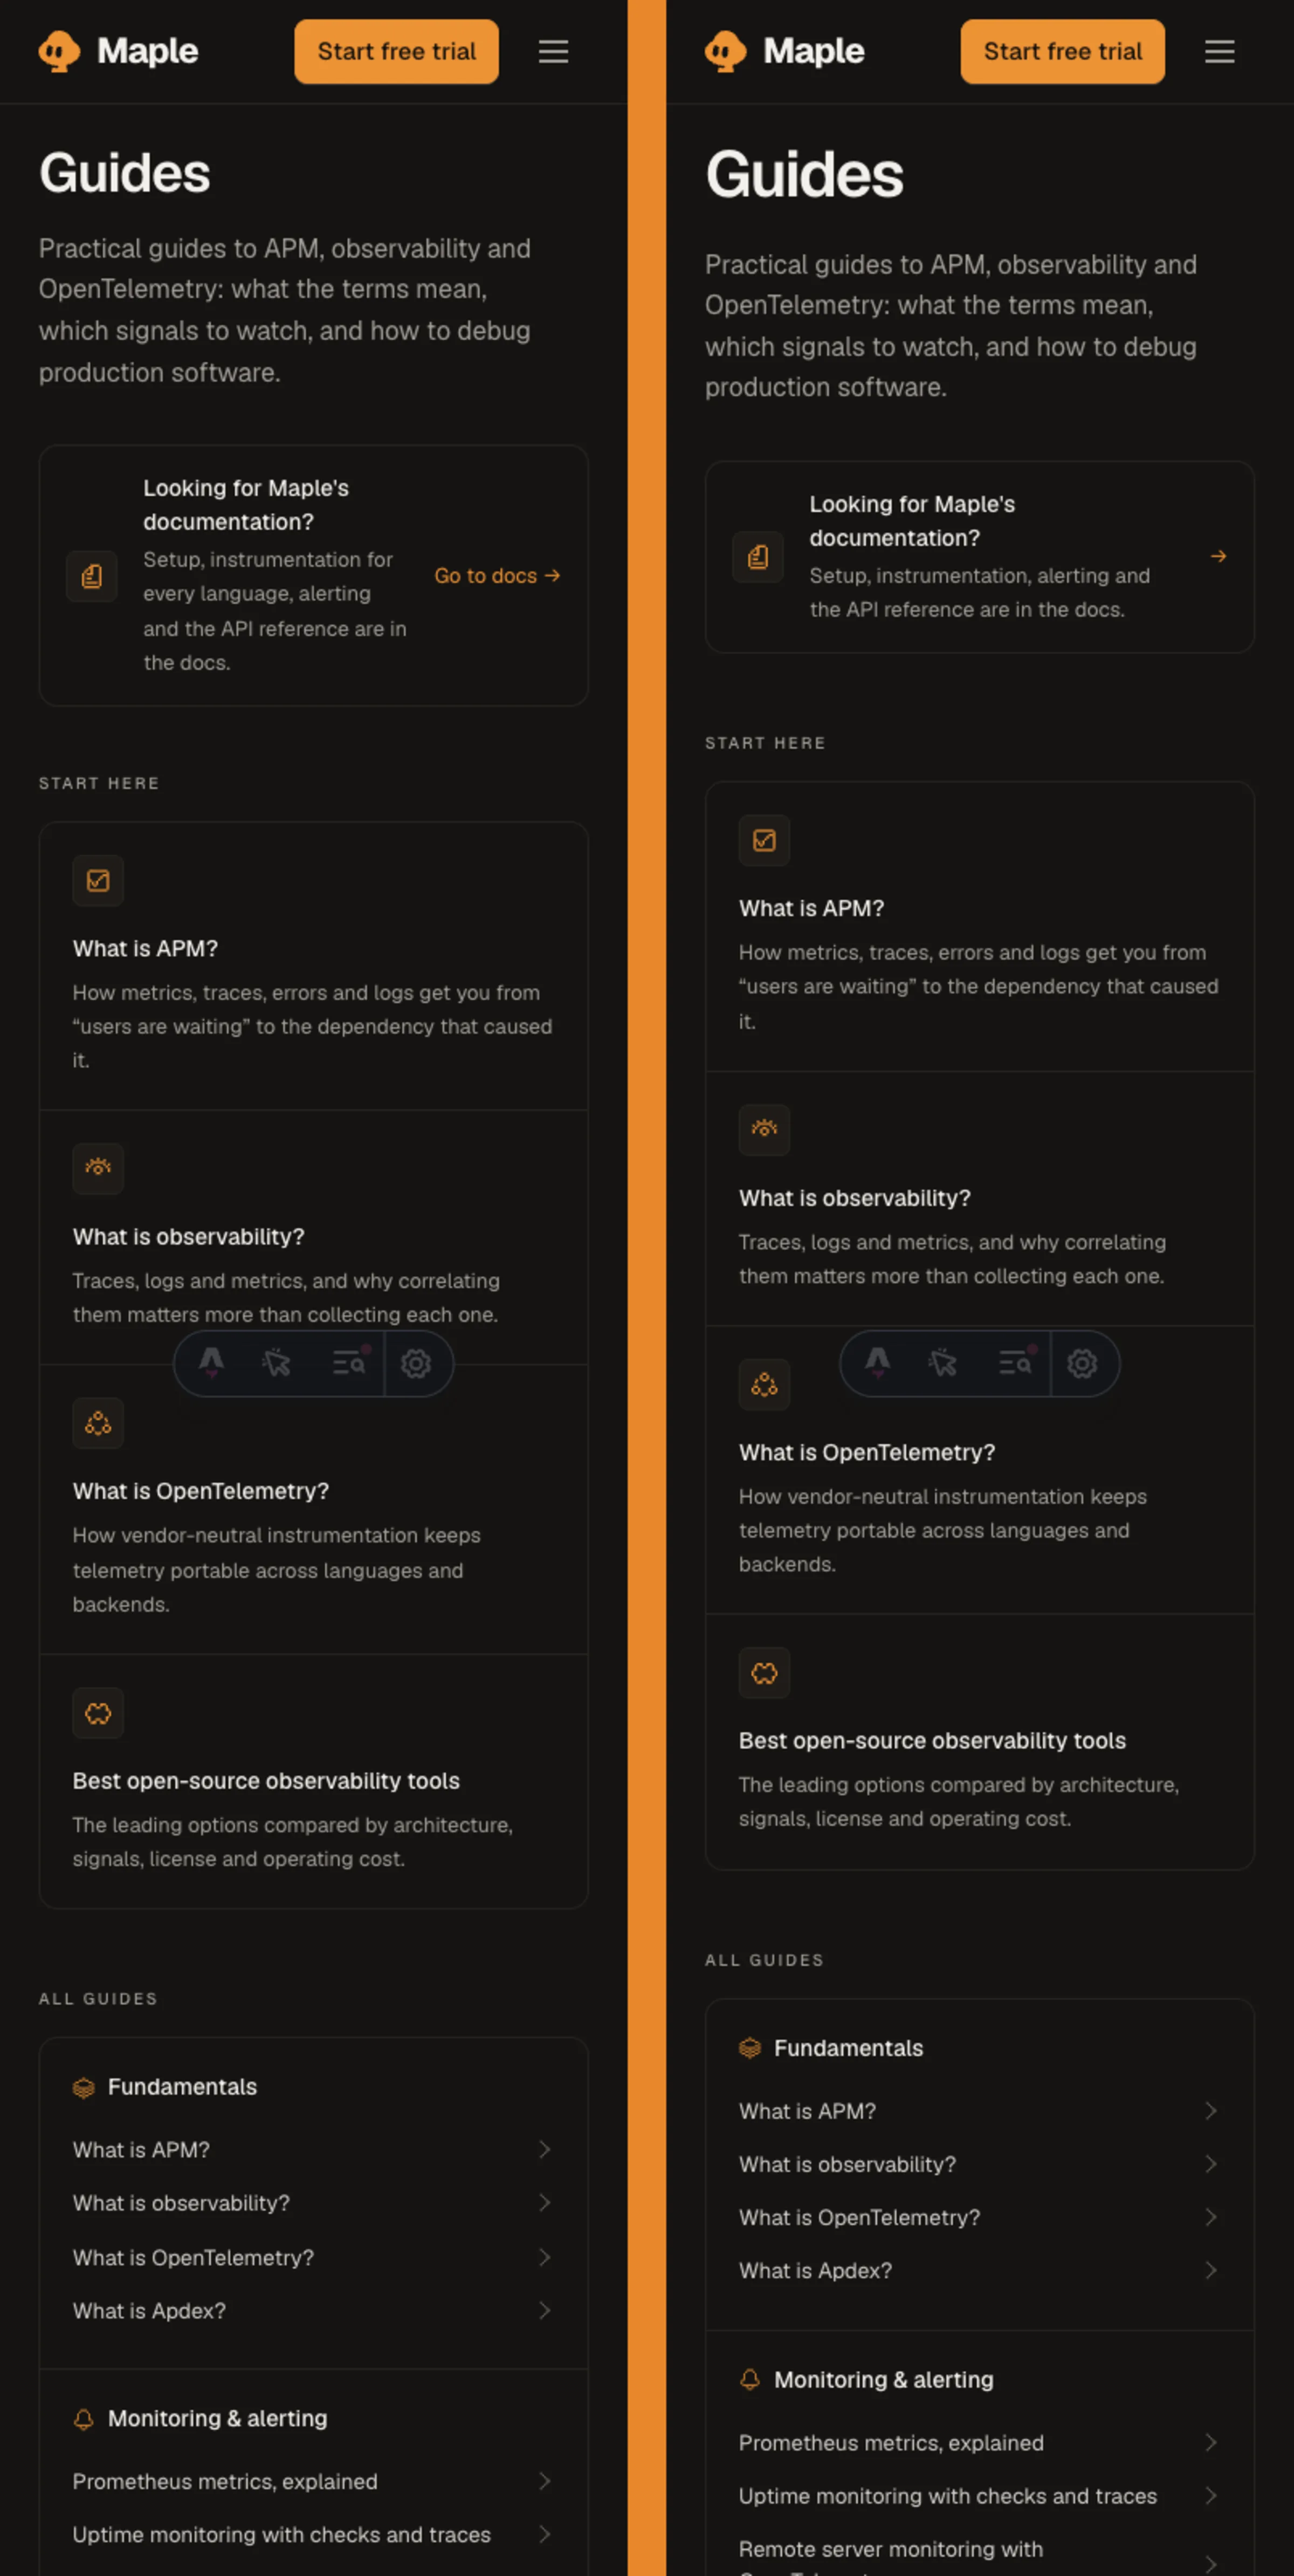 Maple
Start free trial
Guides
Practical guides to APM, observability and
OpenTelemetry: what the terms mean,
which signals to watch, and how to debug
production software.
Looking for Maple's
documentation?
Setup, instrumentation for
every language, alerting
and the API reference are in
the docs.
Go to docs →
START HERE
What is APM?
How metrics, traces, errors and logs get you from
“users are waiting” to the dependency that caused
it.
What is observability?
Traces, logs and metrics, and why correlating
them matters more than collecting each one.
What is OpenTelemetry?
How vendor-neutral instrumentation keeps
telemetry portable across languages and
backends.
Best open-source observability tools
The leading options compared by architecture,
signals, license and operating cost.
ALL GUIDES
Fundamentals
What is APM?
What is observability?
What is OpenTelemetry?
What is Apdex?
Monitoring & alerting
Prometheus metrics, explained
Uptime monitoring with checks and traces
Maple
Start free trial
Guides
Practical guides to APM, observability and
OpenTelemetry: what the terms mean,
which signals to watch, and how to debug
production software.
Looking for Maple's
documentation?
Setup, instrumentation, alerting and
the API reference are in the docs.
→
START HERE
What is APM?
How metrics, traces, errors and logs get you from
“users are waiting” to the dependency that caused
it.
What is observability?
Traces, logs and metrics, and why correlating
them matters more than collecting each one.
What is OpenTelemetry?
How vendor-neutral instrumentation keeps
telemetry portable across languages and
backends.
Best open-source observability tools
The leading options compared by architecture,
signals, license and operating cost.
ALL GUIDES
Fundamentals
What is APM?
What is observability?
What is OpenTelemetry?
What is Apdex?
Monitoring & alerting
Prometheus metrics, explained
Uptime monitoring with checks and traces
Remote server monitoring with